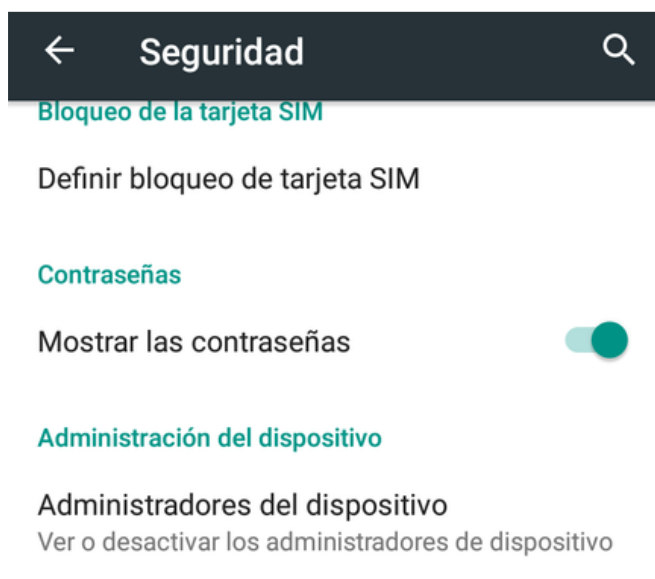 Seguridad
Bloqueo de la tarjeta SIM
Definir bloqueo de tarjeta SIM
Contraseñas
Mostrar las contraseñas
Administración del dispositivo
Administradores del dispositivo
Ver o desactivar los administradores de dispositivo